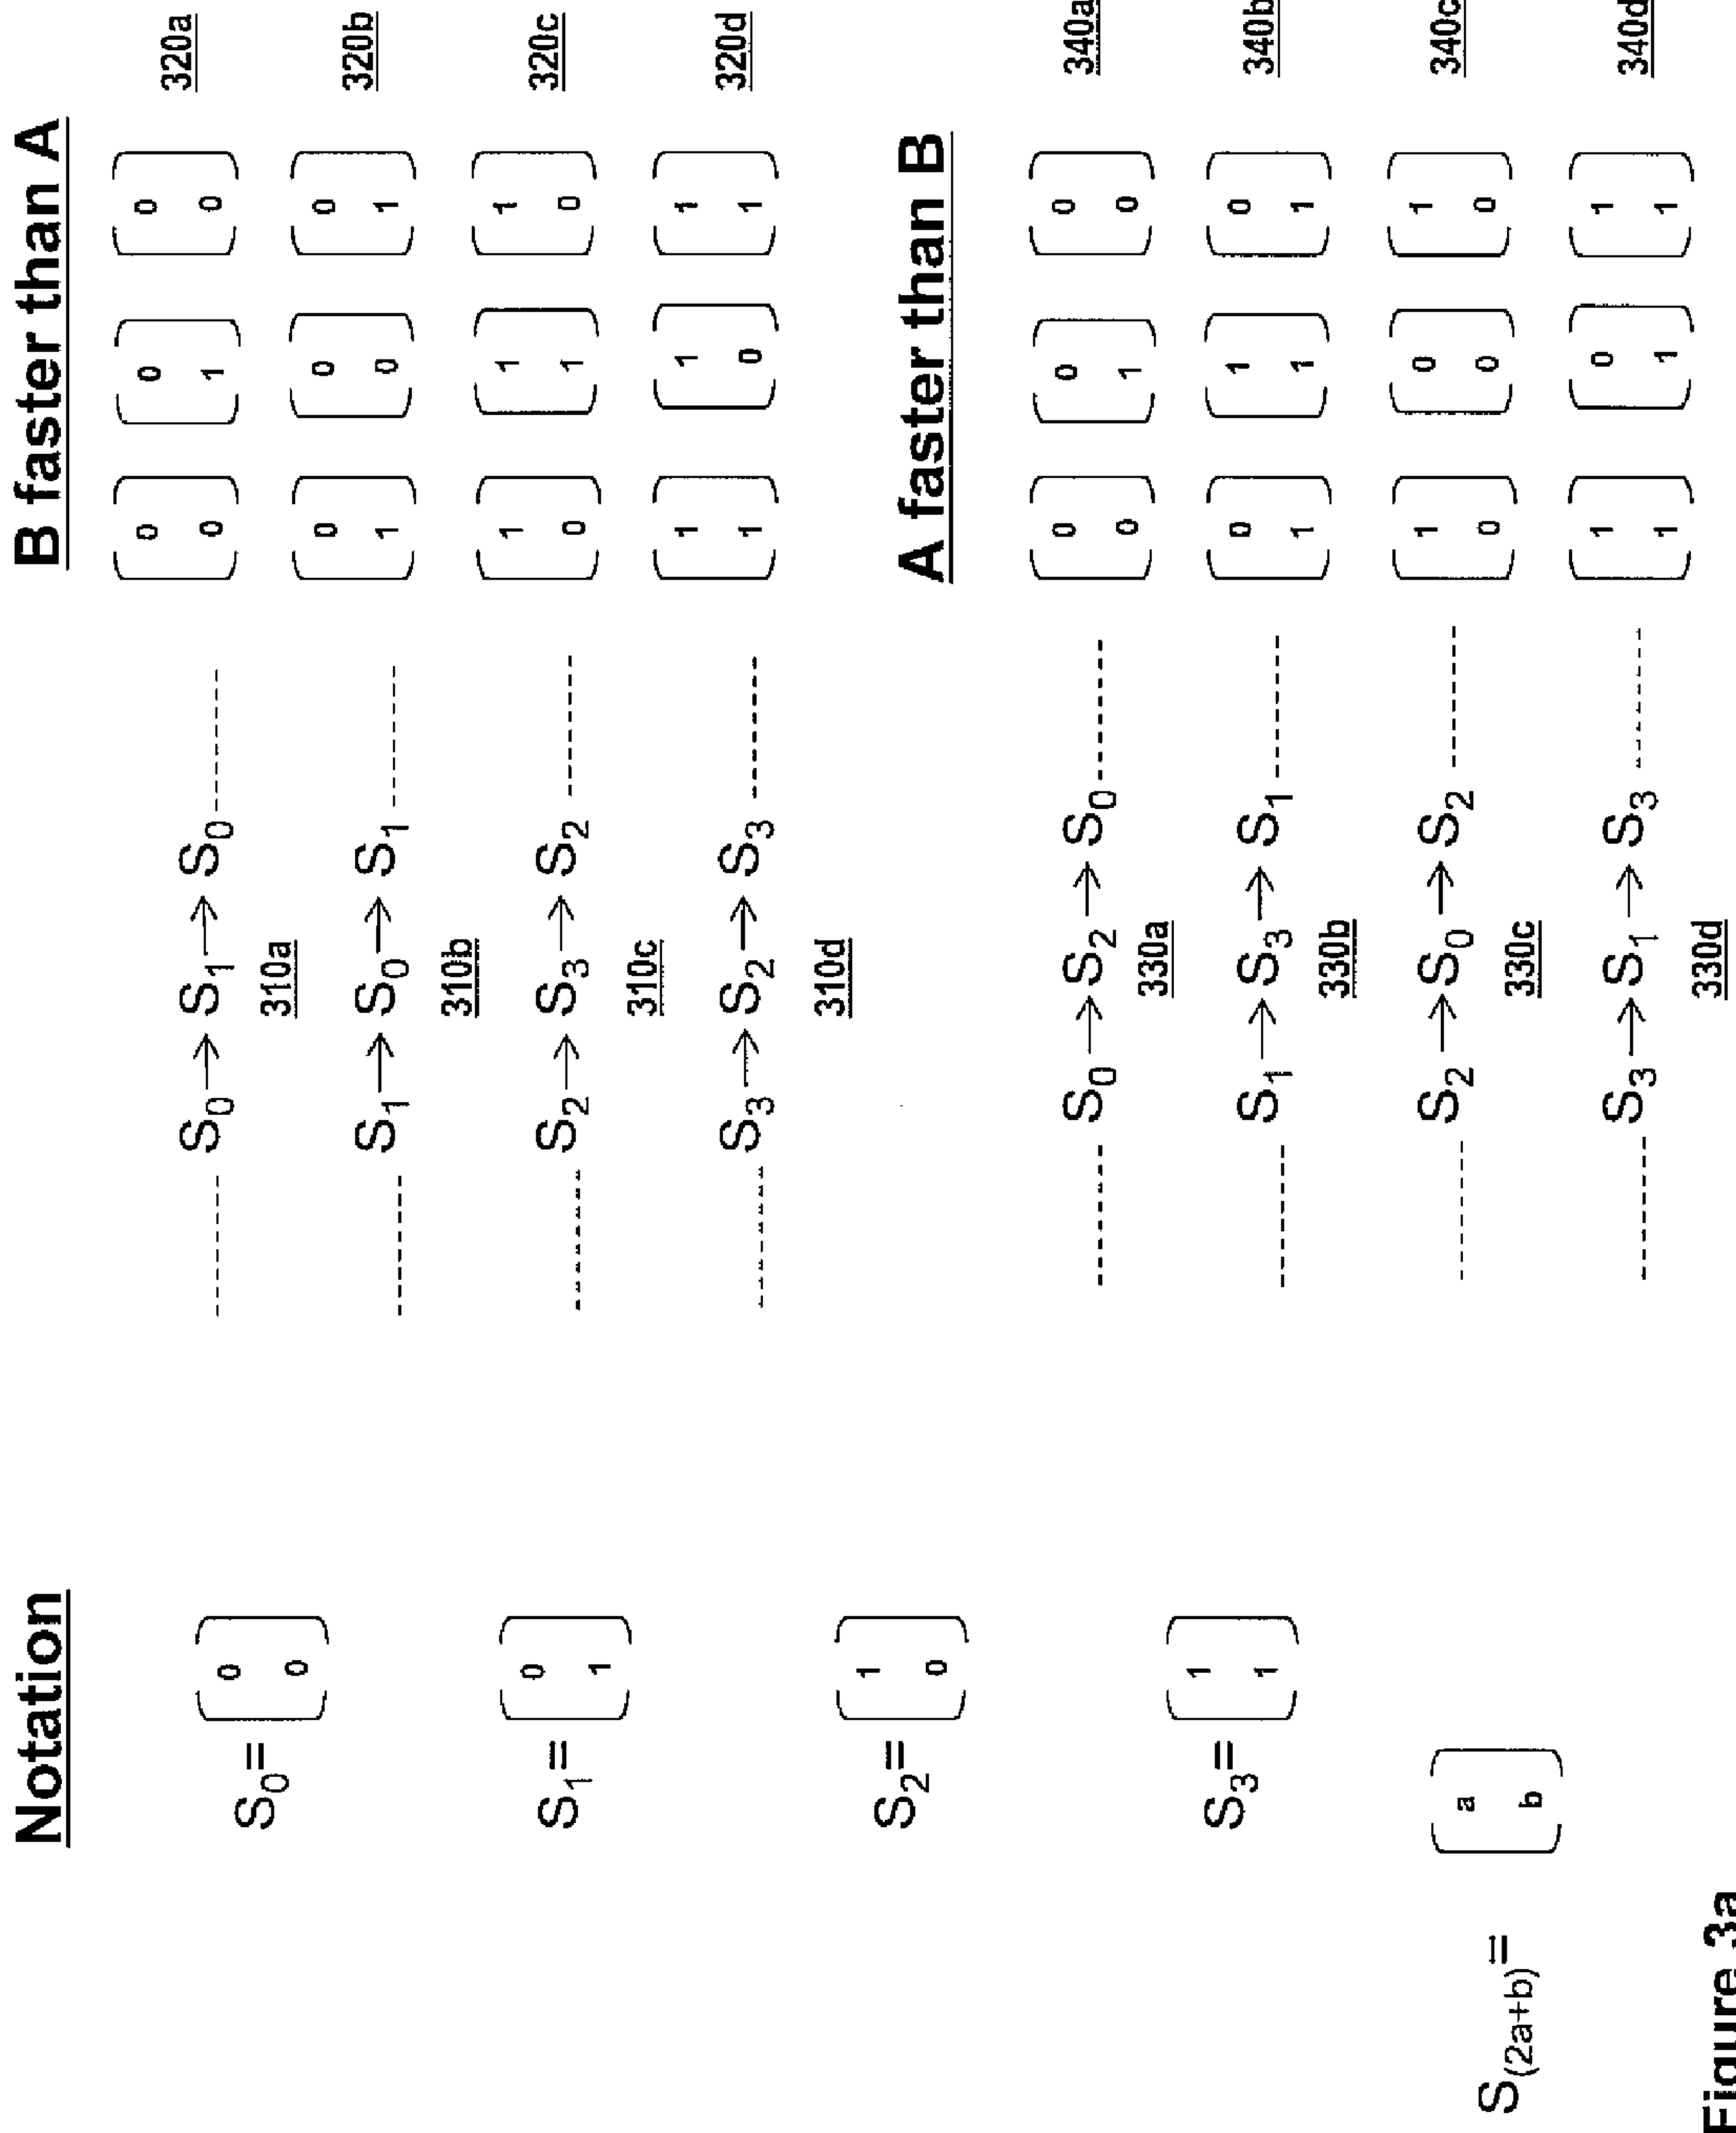 Notation
S0 = [0
0]
S1 = [0
1]
S2 = [1
0]
S3 = [1
1]
S(2a+b) = [a
b]
B faster than A
S0 → S1 → S0
310a
0 0 0
0 1 0
320a
S1 → S0 → S1
310b
0 0 0
1 0 1
320b
S2 → S3 → S2
310c
1 1 1
0 1 0
320c
S3 → S2 → S3
310d
1 1 1
1 0 1
320d
A faster than B
S0 → S2 → S0
330a
0 0 0
0 1 0
340a
S1 → S3 → S1
330b
0 1 0
1 1 1
340b
S2 → S0 → S2
330c
1 0 1
0 0 0
340c
S3 → S1 → S3
330d
1 0 1
1 1 1
340d
Figure 3a